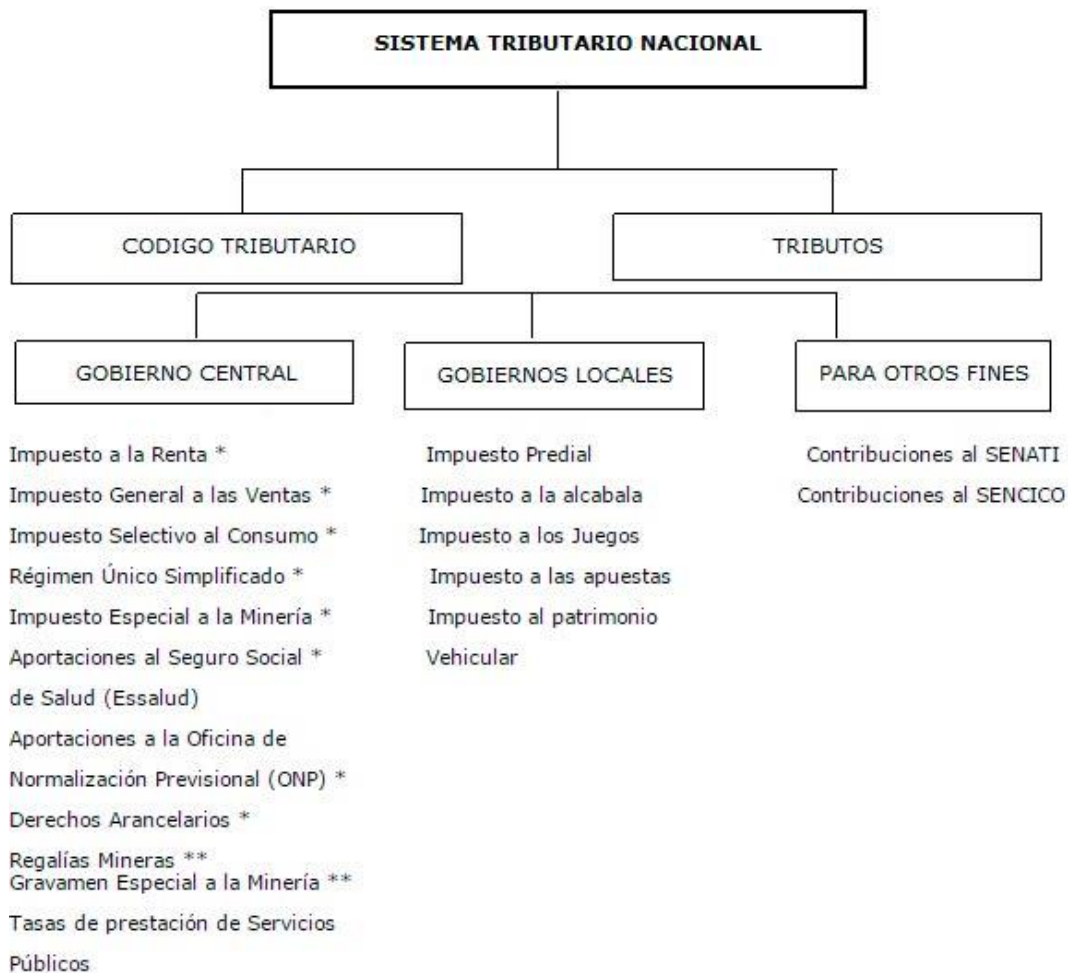 SISTEMA TRIBUTARIO NACIONAL
CODIGO TRIBUTARIO
TRIBUTOS
GOBIERNO CENTRAL
GOBIERNOS LOCALES
PARA OTROS FINES
Impuesto a la Renta *
Impuesto General a las Ventas *
Impuesto Selectivo al Consumo *
Régimen Único Simplificado *
Impuesto Especial a la Minería *
Aportaciones al Seguro Social *
de Salud (Essalud)
Aportaciones a la Oficina de
Normalización Previsional (ONP) *
Derechos Arancelarios *
Regalías Mineras **
Gravamen Especial a la Minería **
Tasas de prestación de Servicios
Públicos
Impuesto Predial
Impuesto a la alcabala
Impuesto a los Juegos
Impuesto a las apuestas
Impuesto al patrimonio
Vehicular
Contribuciones al SENATI
Contribuciones al SENCICO